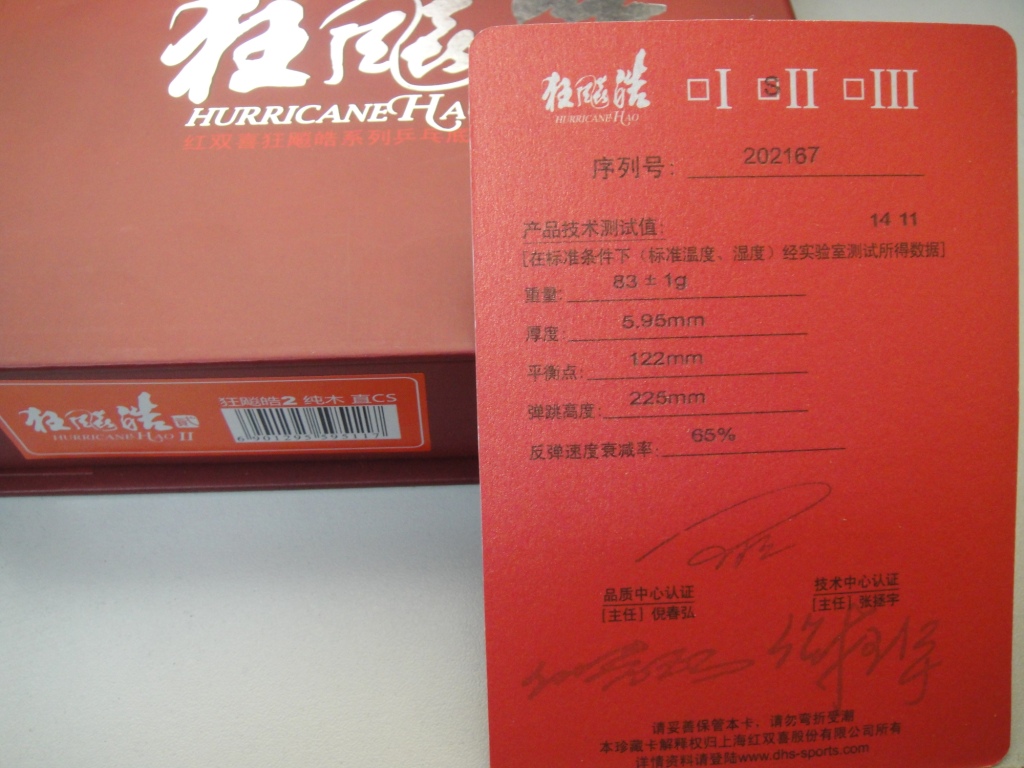 狂飚
HURRICANE HA
红双喜狂飚皓系列乒乓
狂飚皓 贰
HURRICANE HAO II
狂飚皓2 纯木 直CS
狂飚皓
HURRICANE HAO
□I S□II □III
序列号: 202167
产品技术测试值: 14 11
[在标准条件下(标准温度、湿度)经实验室测试所得数据]
重量: 83 ± 1g
厚度: 5.95mm
平衡点: 122mm
弹跳高度: 225mm
反弹速度衰减率: 65%
品质中心认证
[主任] 倪春弘
技术中心认证
[主任] 张扬宇
请妥善保管本卡，请勿弯折受潮
本珍藏卡解释权归上海红双喜股份有限公司所有
详情资料请登陆www.dhs-sports.com